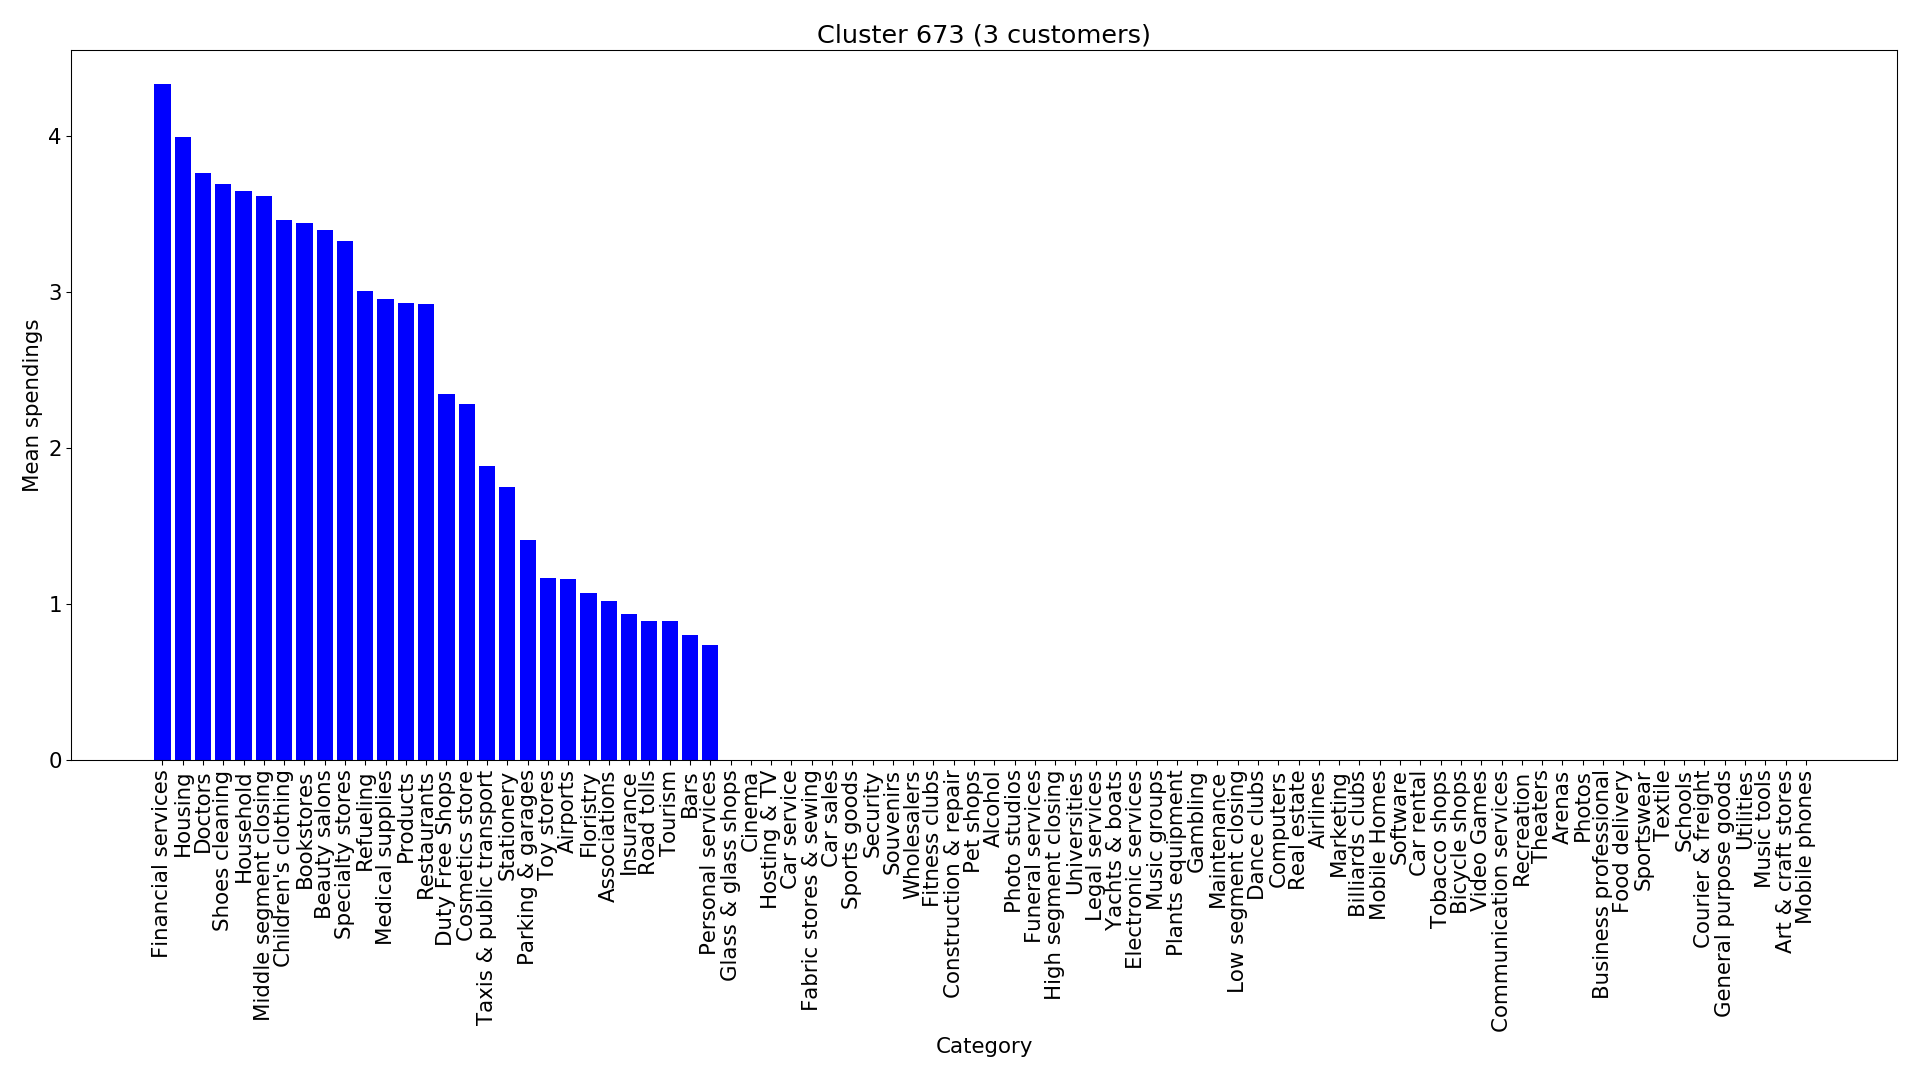 Cluster 673 (3 customers)
Mean spendings
4
3
2
1
0
Financial services
Housing
Doctors
Shoes cleaning
Household
Middle segment closing
Children's clothing
Bookstores
Beauty salons
Specialty stores
Refueling
Medical supplies
Products
Restaurants
Duty Free Shops
Cosmetics store
Taxis & public transport
Stationery
Parking & garages
Toy stores
Airports
Floristry
Associations
Insurance
Road tolls
Tourism
Bars
Personal services
Glass & glass shops
Cinema
Hosting & TV
Car service
Fabric stores & sewing
Car sales
Sports goods
Security
Souvenirs
Wholesalers
Fitness clubs
Construction & repair
Pet shops
Alcohol
Photo studios
Funeral services
High segment closing
Universities
Legal services
Yachts & boats
Electronic services
Music groups
Plants equipment
Gambling
Maintenance
Low segment closing
Dance clubs
Computers
Real estate
Airlines
Marketing
Billiards clubs
Mobile Homes
Software
Car rental
Tobacco shops
Bicycle shops
Video Games
Communication services
Recreation
Theaters
Arenas
Photos
Business professional
Food delivery
Sportswear
Textile
Schools
Courier & freight
General purpose goods
Utilities
Music tools
Art & craft stores
Mobile phones
Category